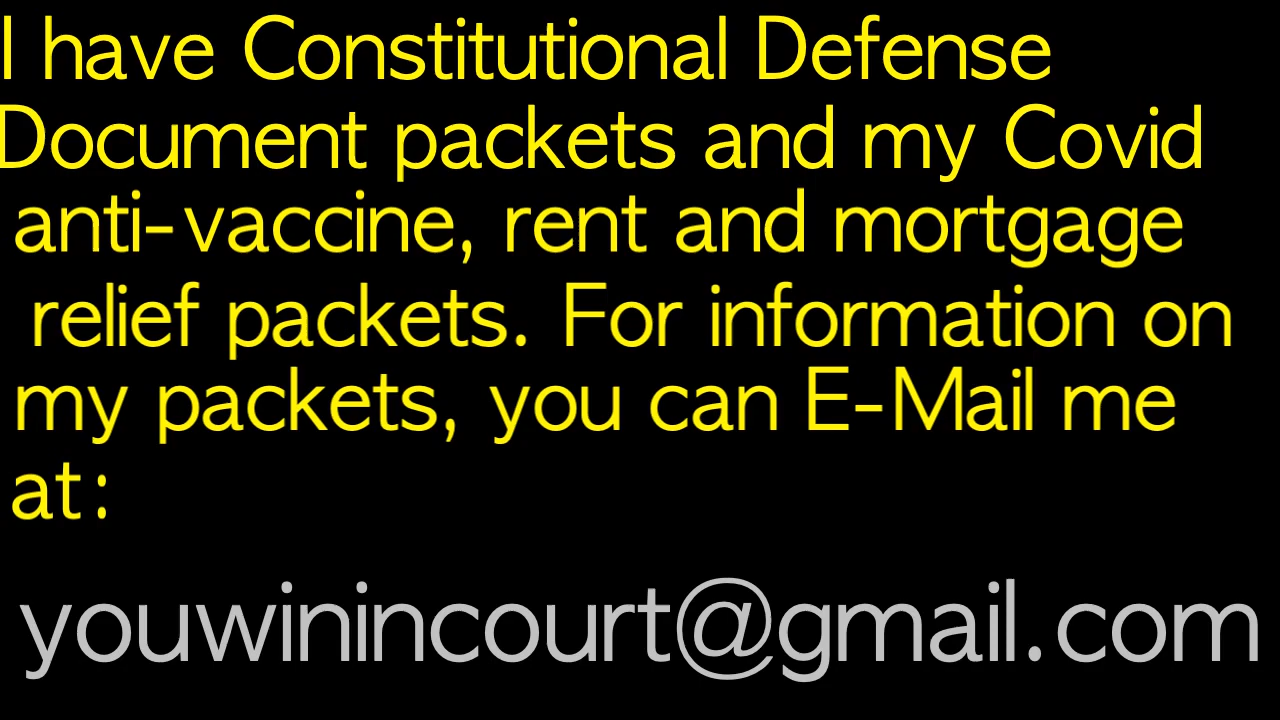 I have Constitutional Defense
Document packets and my Covid
anti-vaccine, rent and mortgage
relief packets. For information on
my packets, you can E-Mail me
at:
youwinincourt@gmail.com